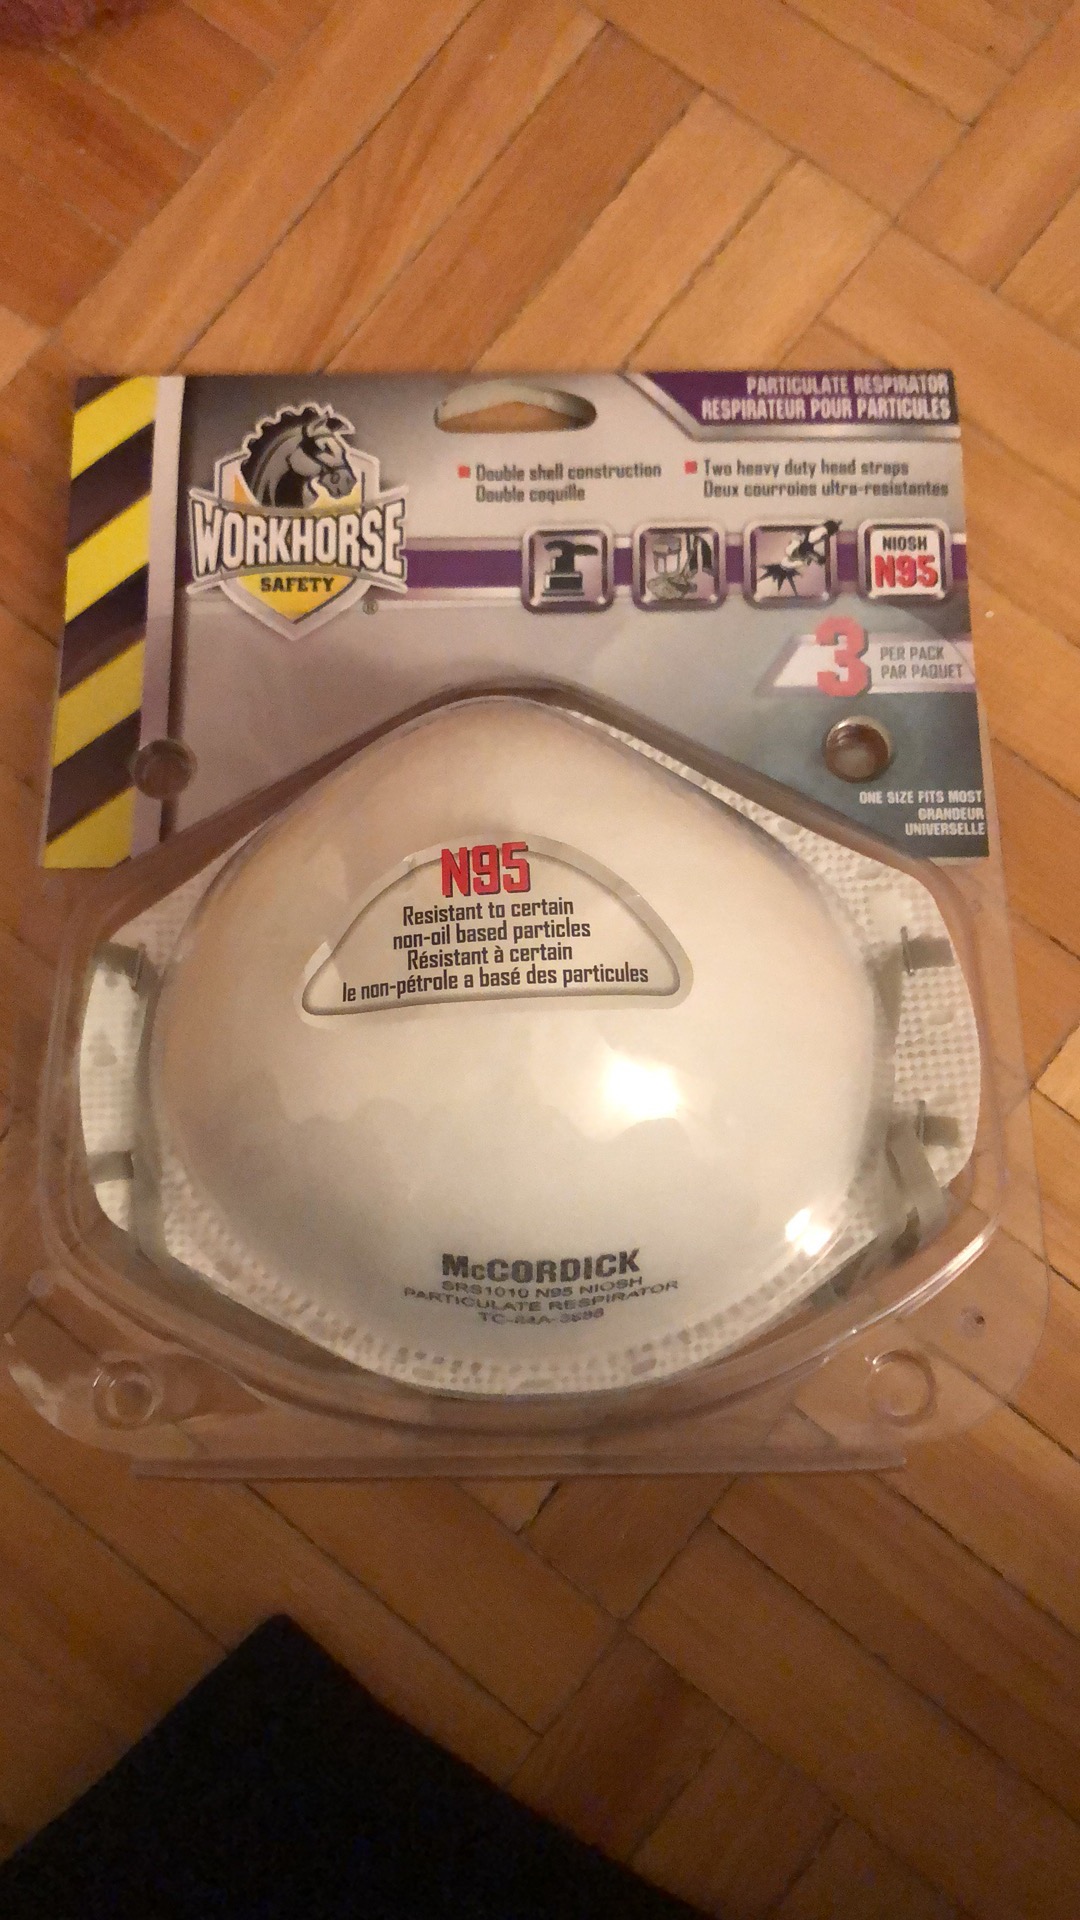 PARTICULATE RESPIRATOR
RESPIRATEUR POUR PARTICULES
Double shell construction
Double coquille
Two heavy duty head straps
Deux courroies ultra-resistantes
WORKHORSE
SAFETY
®
NIOSH
N95
3
PER PACK
PAR PAQUET
ONE SIZE FITS MOST
GRANDEUR
UNIVERSELLE
N95
Resistant to certain
non-oil based particles
Résistant à certain
le non-pétrole a basé des particules
McCORDICK
SRS1010 N95 NIOSH
PARTICULATE RESPIRATOR